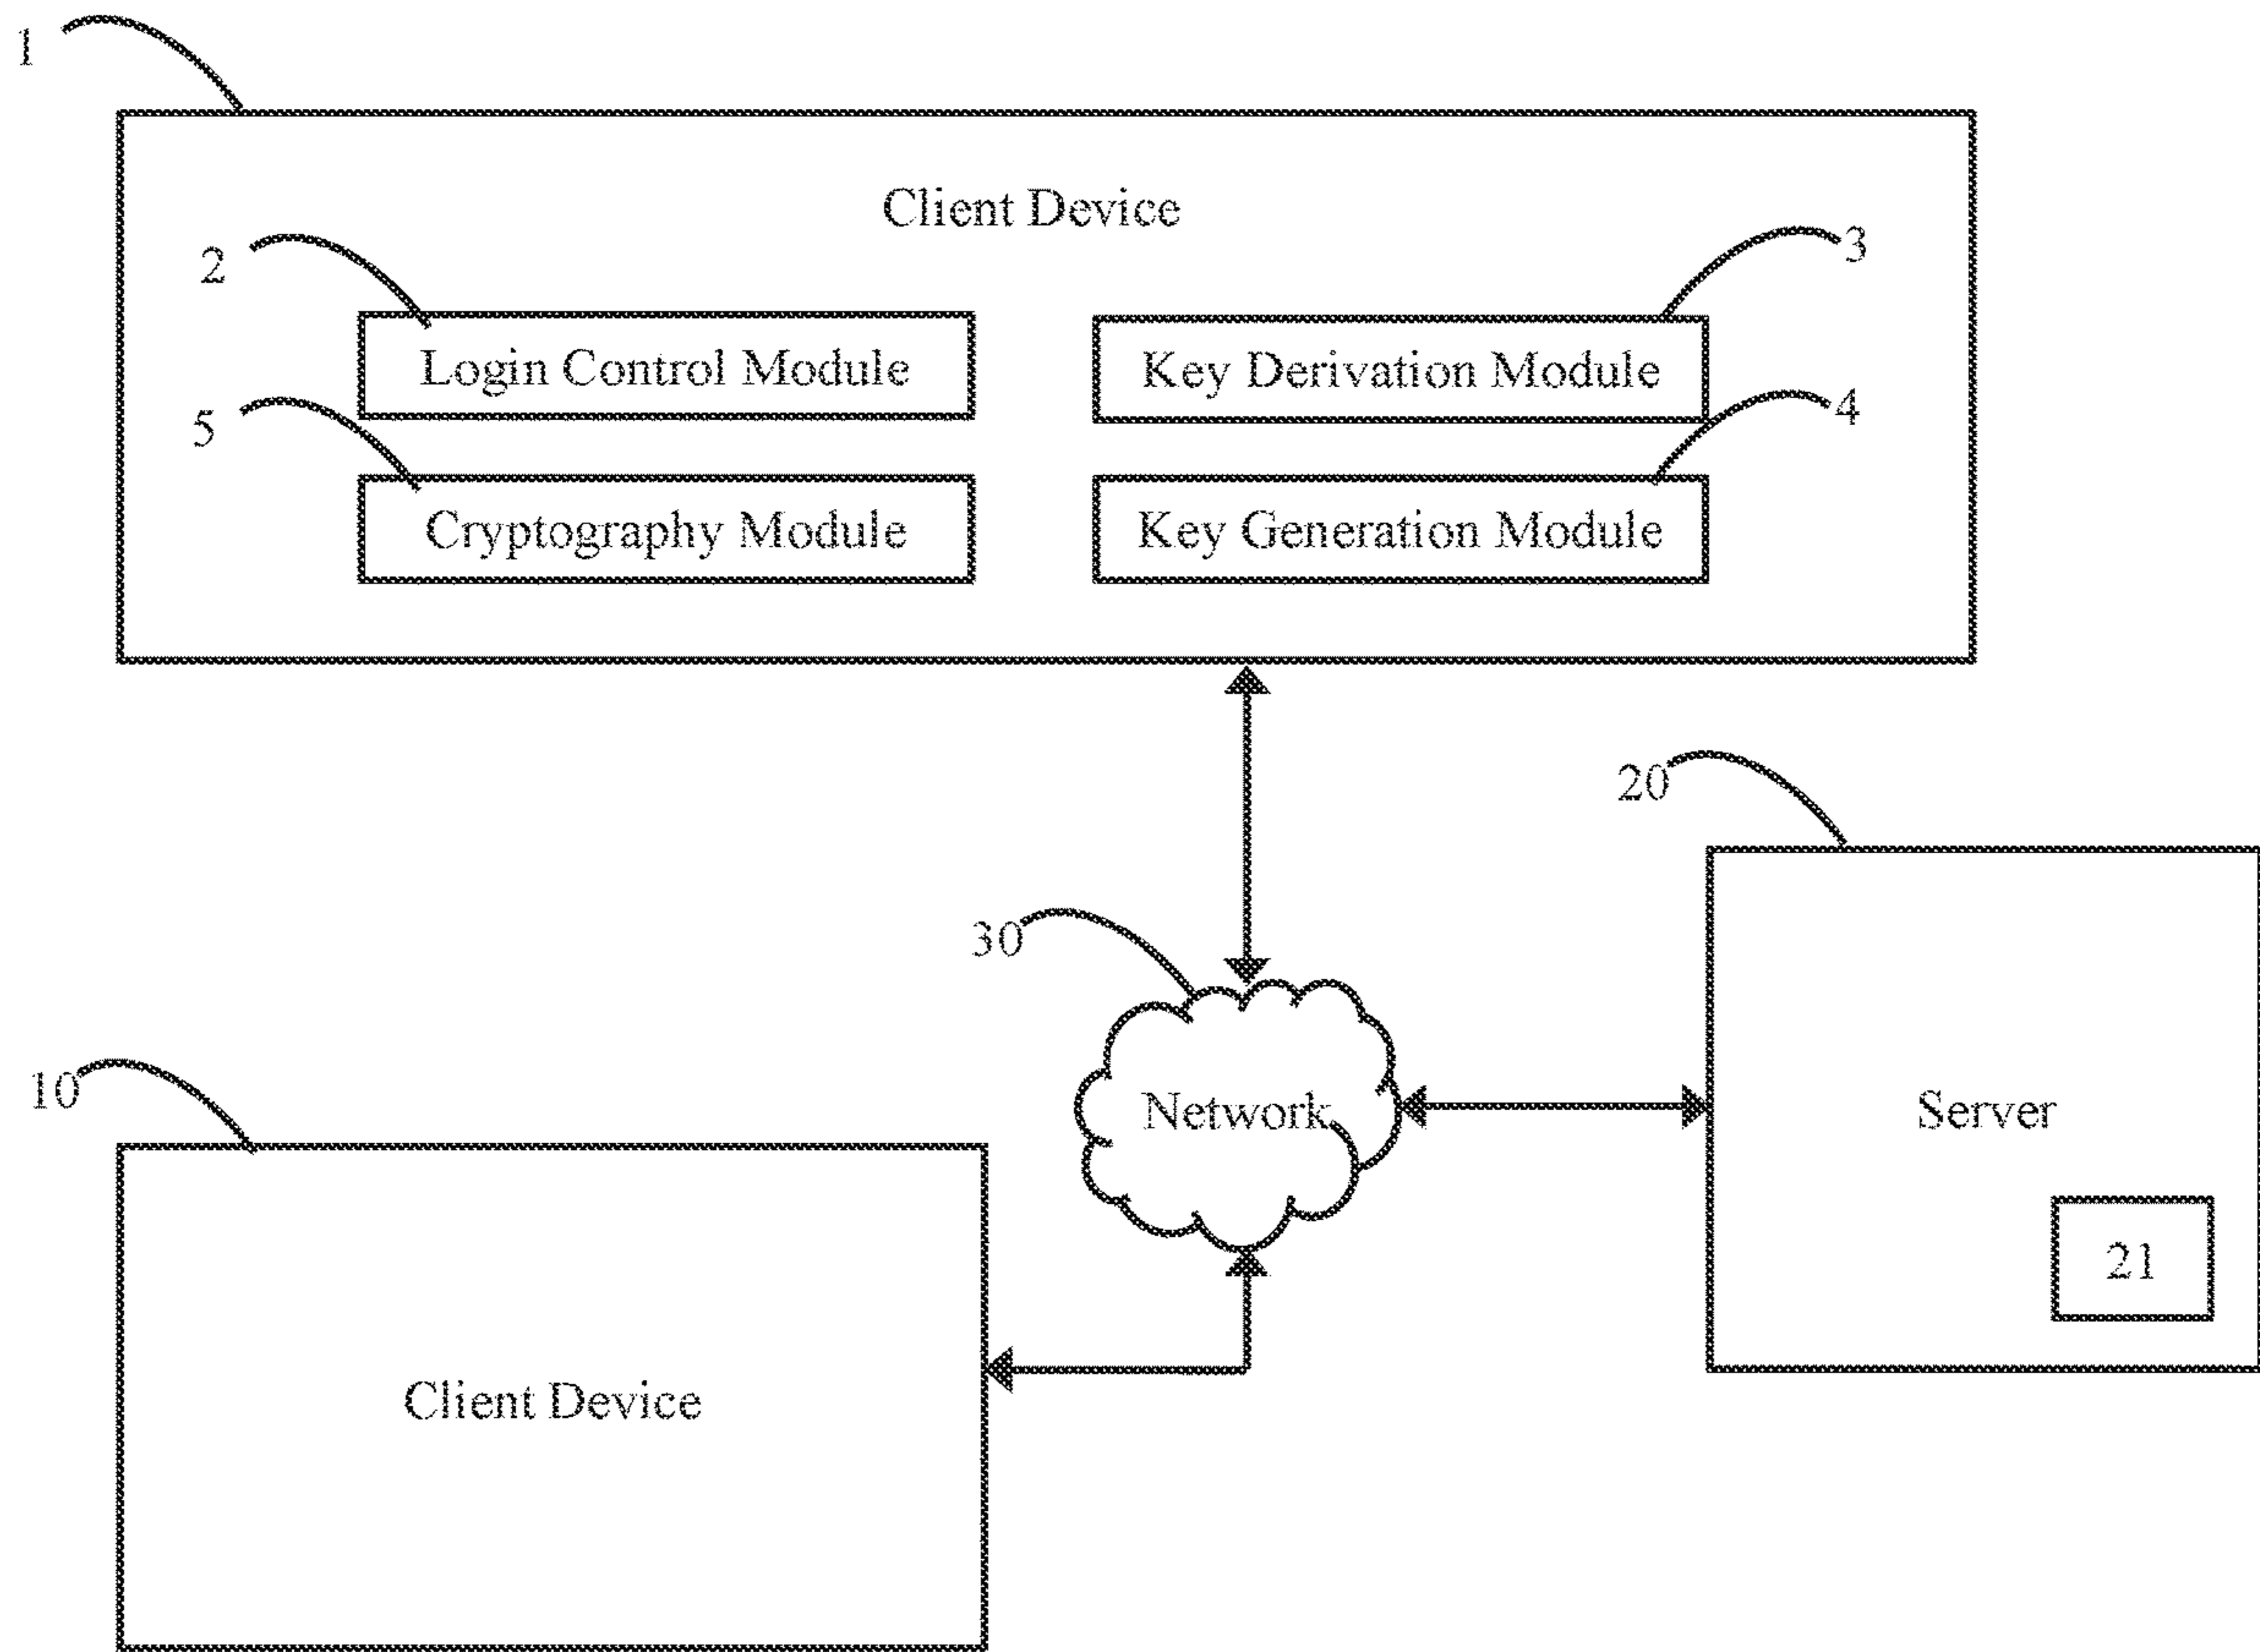 1
Client Device
2
3
Login Control Module
Key Derivation Module
5
4
Cryptography Module
Key Generation Module
20
30
10
Network
Server
21
Client Device